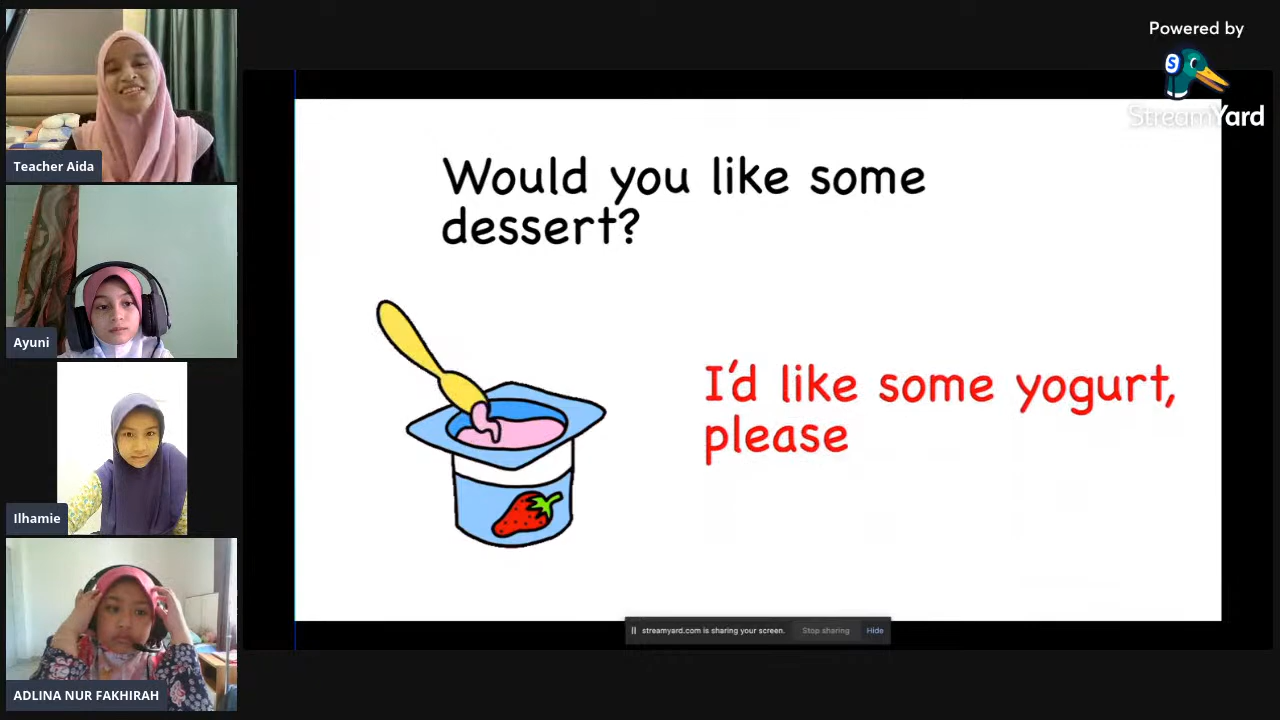 Powered by
StreamYard
Teacher Aida
Ayuni
Ilhamie
ADLINA NUR FAKHIRAH
Would you like some
dessert?
I'd like some yogurt,
please
streamyard.com is sharing your screen. Stop sharing Hide